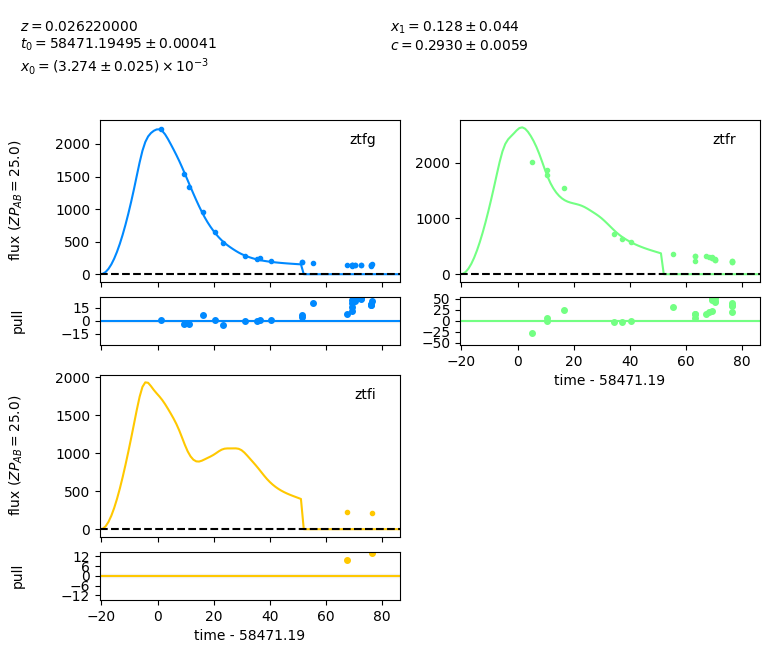 z = 0.026220000
t₀ = 58471.19495 ± 0.00041
x₀ = (3.274 ± 0.025) × 10⁻³
x₁ = 0.128 ± 0.044
c = 0.2930 ± 0.0059
ztfg
flux (ZP_AB = 25.0)
2000
1500
1000
500
0
pull
15
0
−15
ztfr
2000
1000
0
50
25
0
−25
−50
−20 0 20 40 60 80
time - 58471.19
ztfi
flux (ZP_AB = 25.0)
2000
1500
1000
500
0
pull
12
6
0
−6
−12
−20 0 20 40 60 80
time - 58471.19